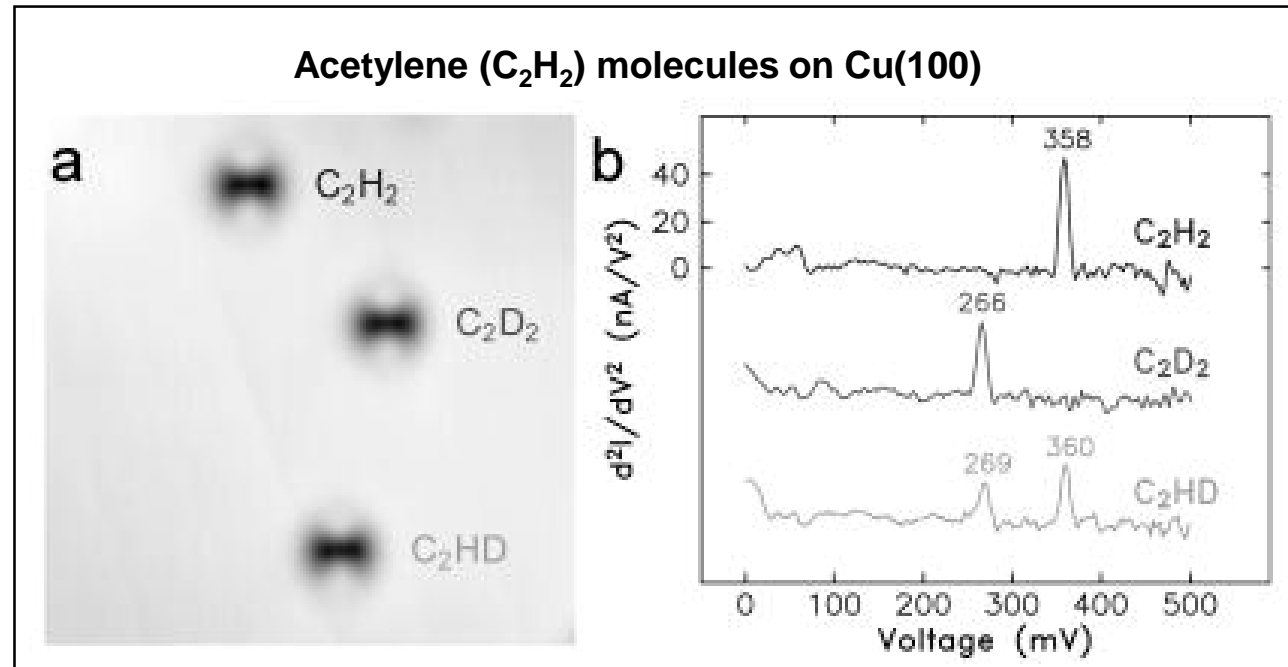 Acetylene (C₂H₂) molecules on Cu(100)
a
C₂H₂
C₂D₂
C₂HD
b
d²I/dV² (nA/V²)
40
20
0
358
C₂H₂
266
C₂D₂
269
360
C₂HD
0 100 200 300 400 500
Voltage (mV)